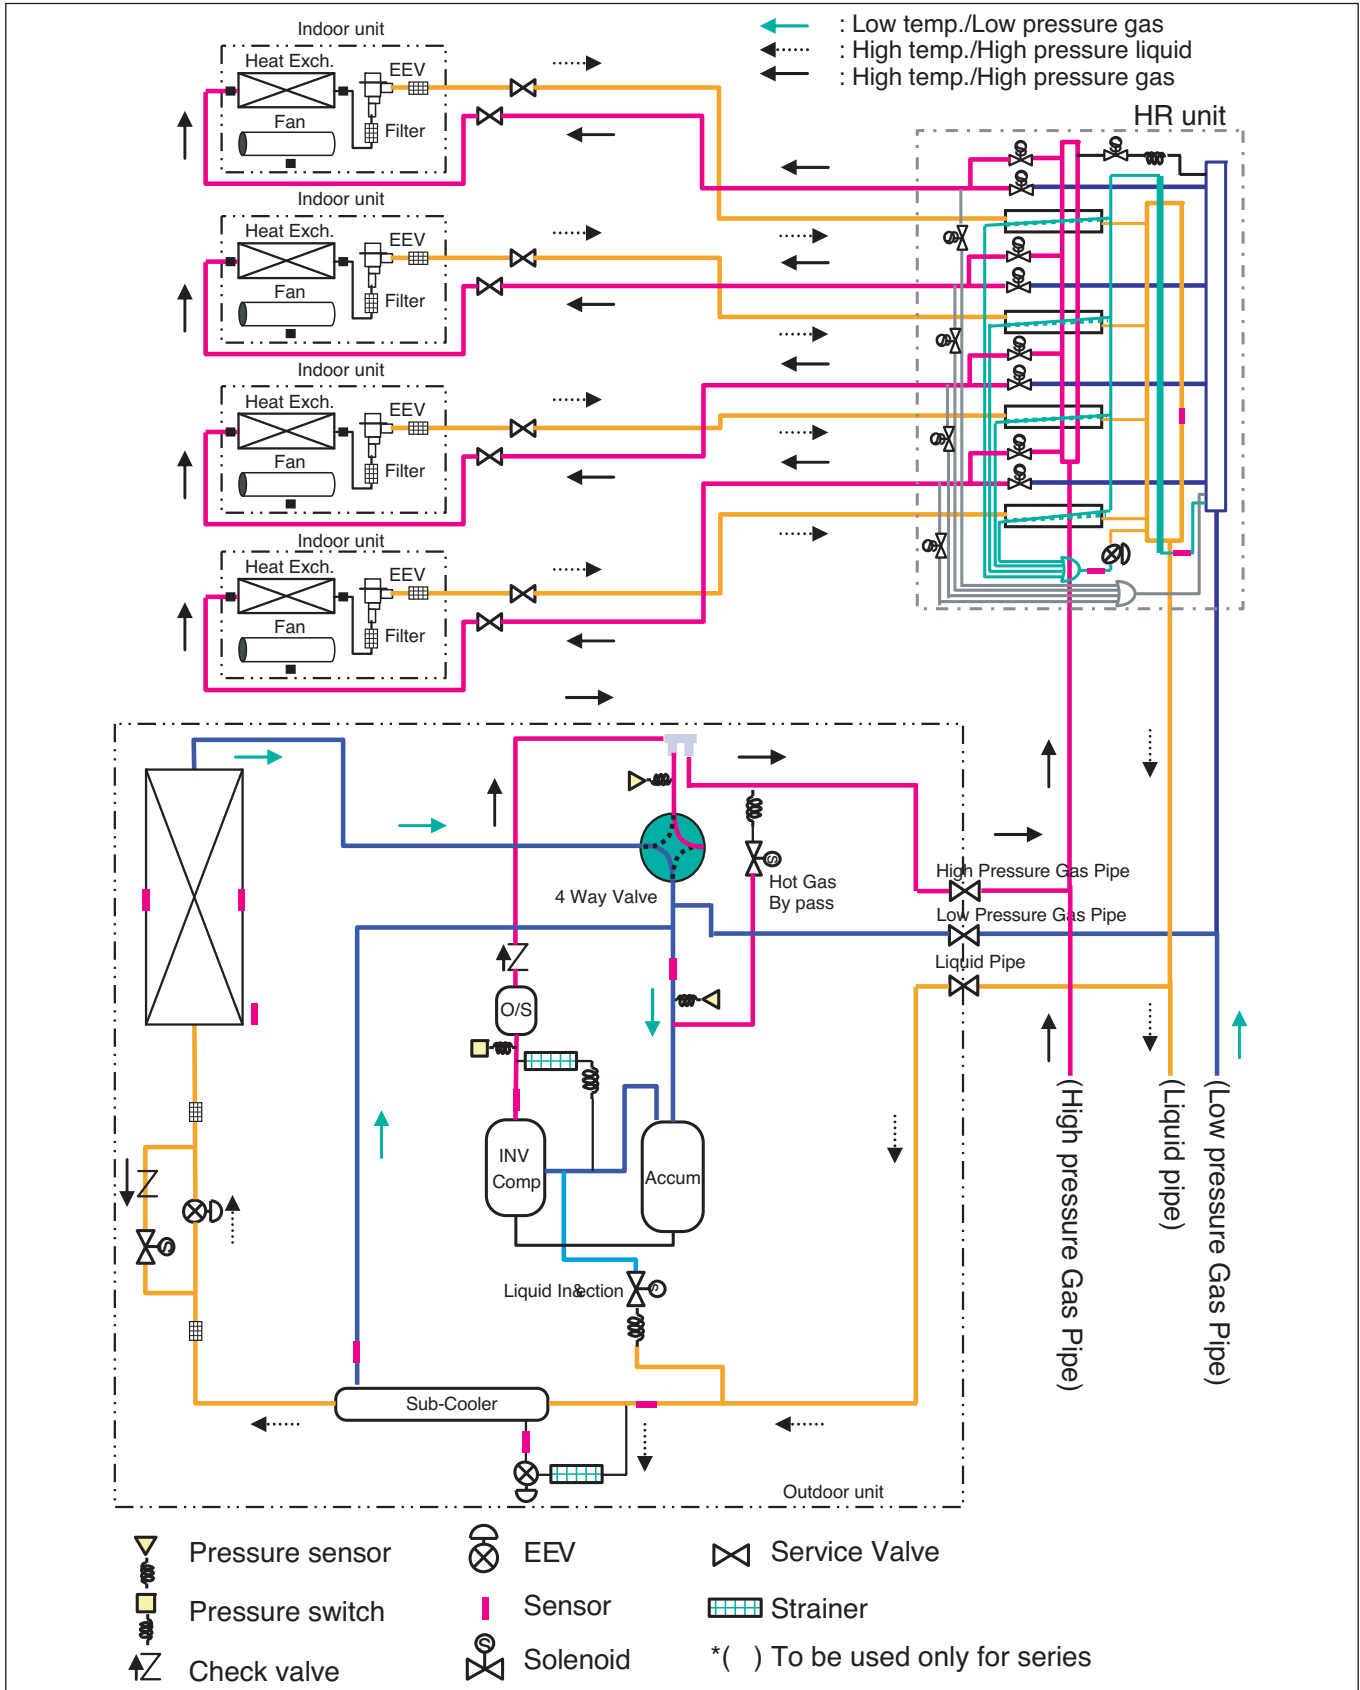 : Low temp./Low pressure gas
: High temp./High pressure liquid
: High temp./High pressure gas
HR unit
Indoor unit
Heat Exch.
EEV
Fan
Filter
Indoor unit
Heat Exch.
EEV
Fan
Filter
Indoor unit
Heat Exch.
EEV
Fan
Filter
Indoor unit
Heat Exch.
EEV
Fan
Filter
4 Way Valve
Hot Gas
By pass
High Pressure Gas Pipe
Low Pressure Gas Pipe
Liquid Pipe
O/S
INV
Comp
Accum
S
S
S
Sub-Cooler
Outdoor unit
(High pressure Gas Pipe)
(Liquid pipe)
(Low pressure Gas Pipe)
Pressure sensor
EEV
Service Valve
Pressure switch
Sensor
Strainer
Check valve
S
Solenoid
*( ) To be used only for series